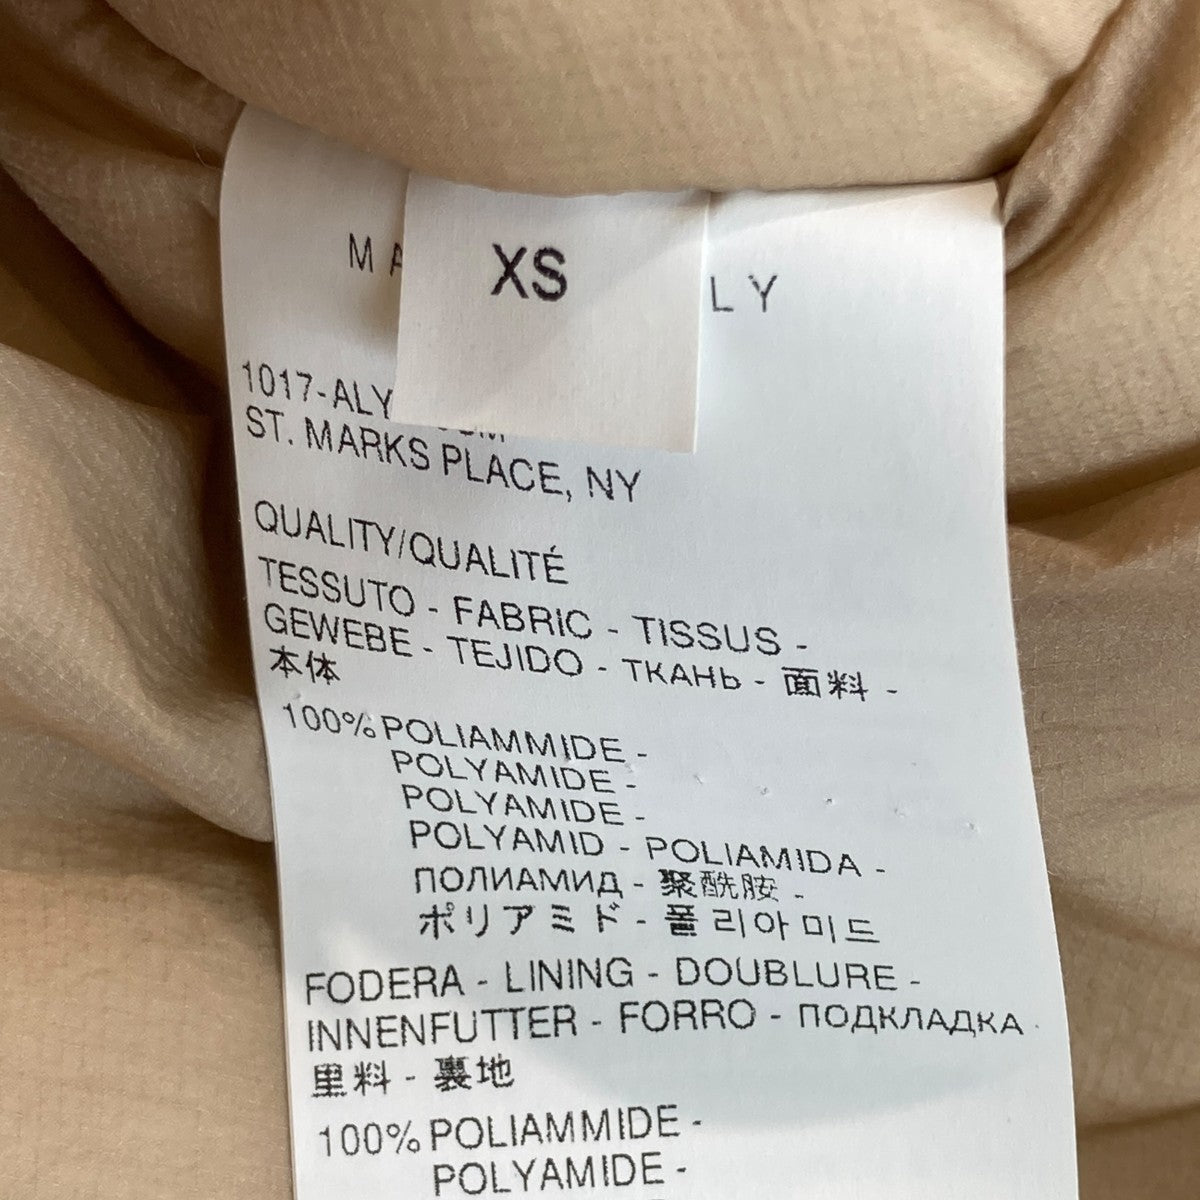 XS
LY
1017-ALY
ST. MARKS PLACE, NY
QUALITY/QUALITÉ
TESSUTO - FABRIC - TISSUS -
GEWEBE - TEJIDO - ТКАНЬ - 面料 -
本体
100% POLIAMMIDE -
POLYAMIDE -
POLYAMIDE -
POLYAMID - POLIAMIDA -
ПОЛИАМИД - 聚酰胺 -
ポリアミド - 폴리아미드
FODERA - LINING - DOUBLURE -
INNENFUTTER - FORRO - ПОДКЛАДКА
里料 - 裏地
100% POLIAMMIDE -
POLYAMIDE -